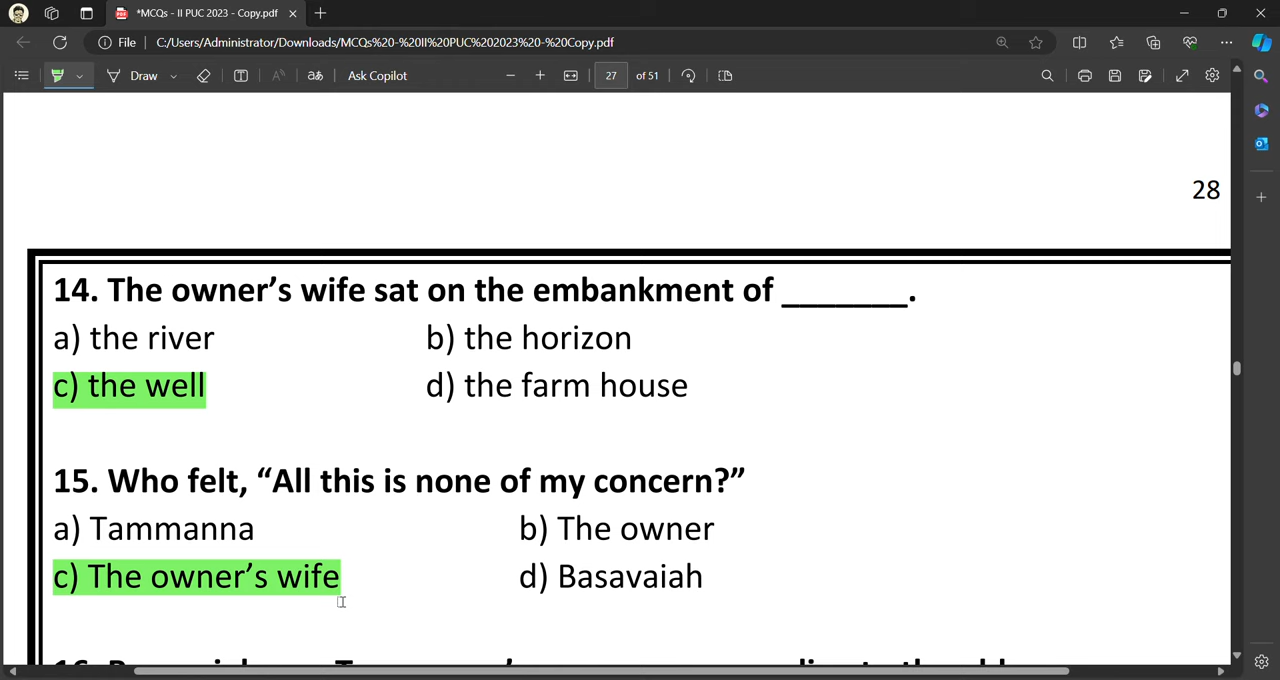 *MCQs - II PUC 2023 - Copy.pdf
File
C:/Users/Administrator/Downloads/MCQs%20-%20II%20PUC%202023%20-%20Copy.pdf
Draw
Ask Copilot
27 of 51
28
14. The owner’s wife sat on the embankment of _______.
a) the river b) the horizon
c) the well d) the farm house
15. Who felt, “All this is none of my concern?”
a) Tammanna b) The owner
c) The owner’s wife d) Basavaiah